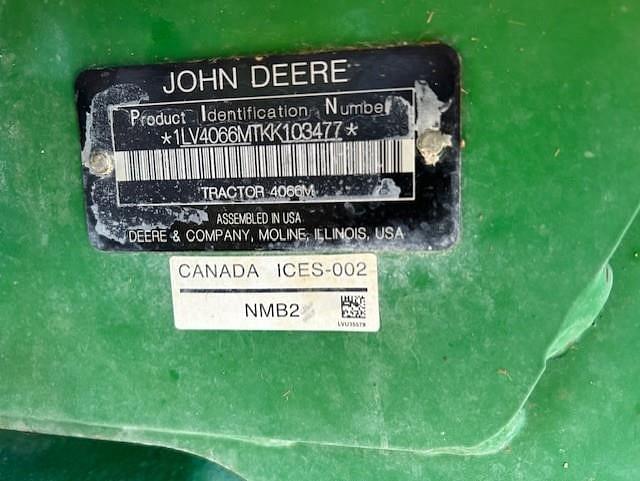 JOHN DEERE
Product Identification Number
*1LV4066MTKK103477*
TRACTOR 4066M
ASSEMBLED IN USA
DEERE & COMPANY, MOLINE, ILLINOIS, USA
CANADA ICES-002
NMB2